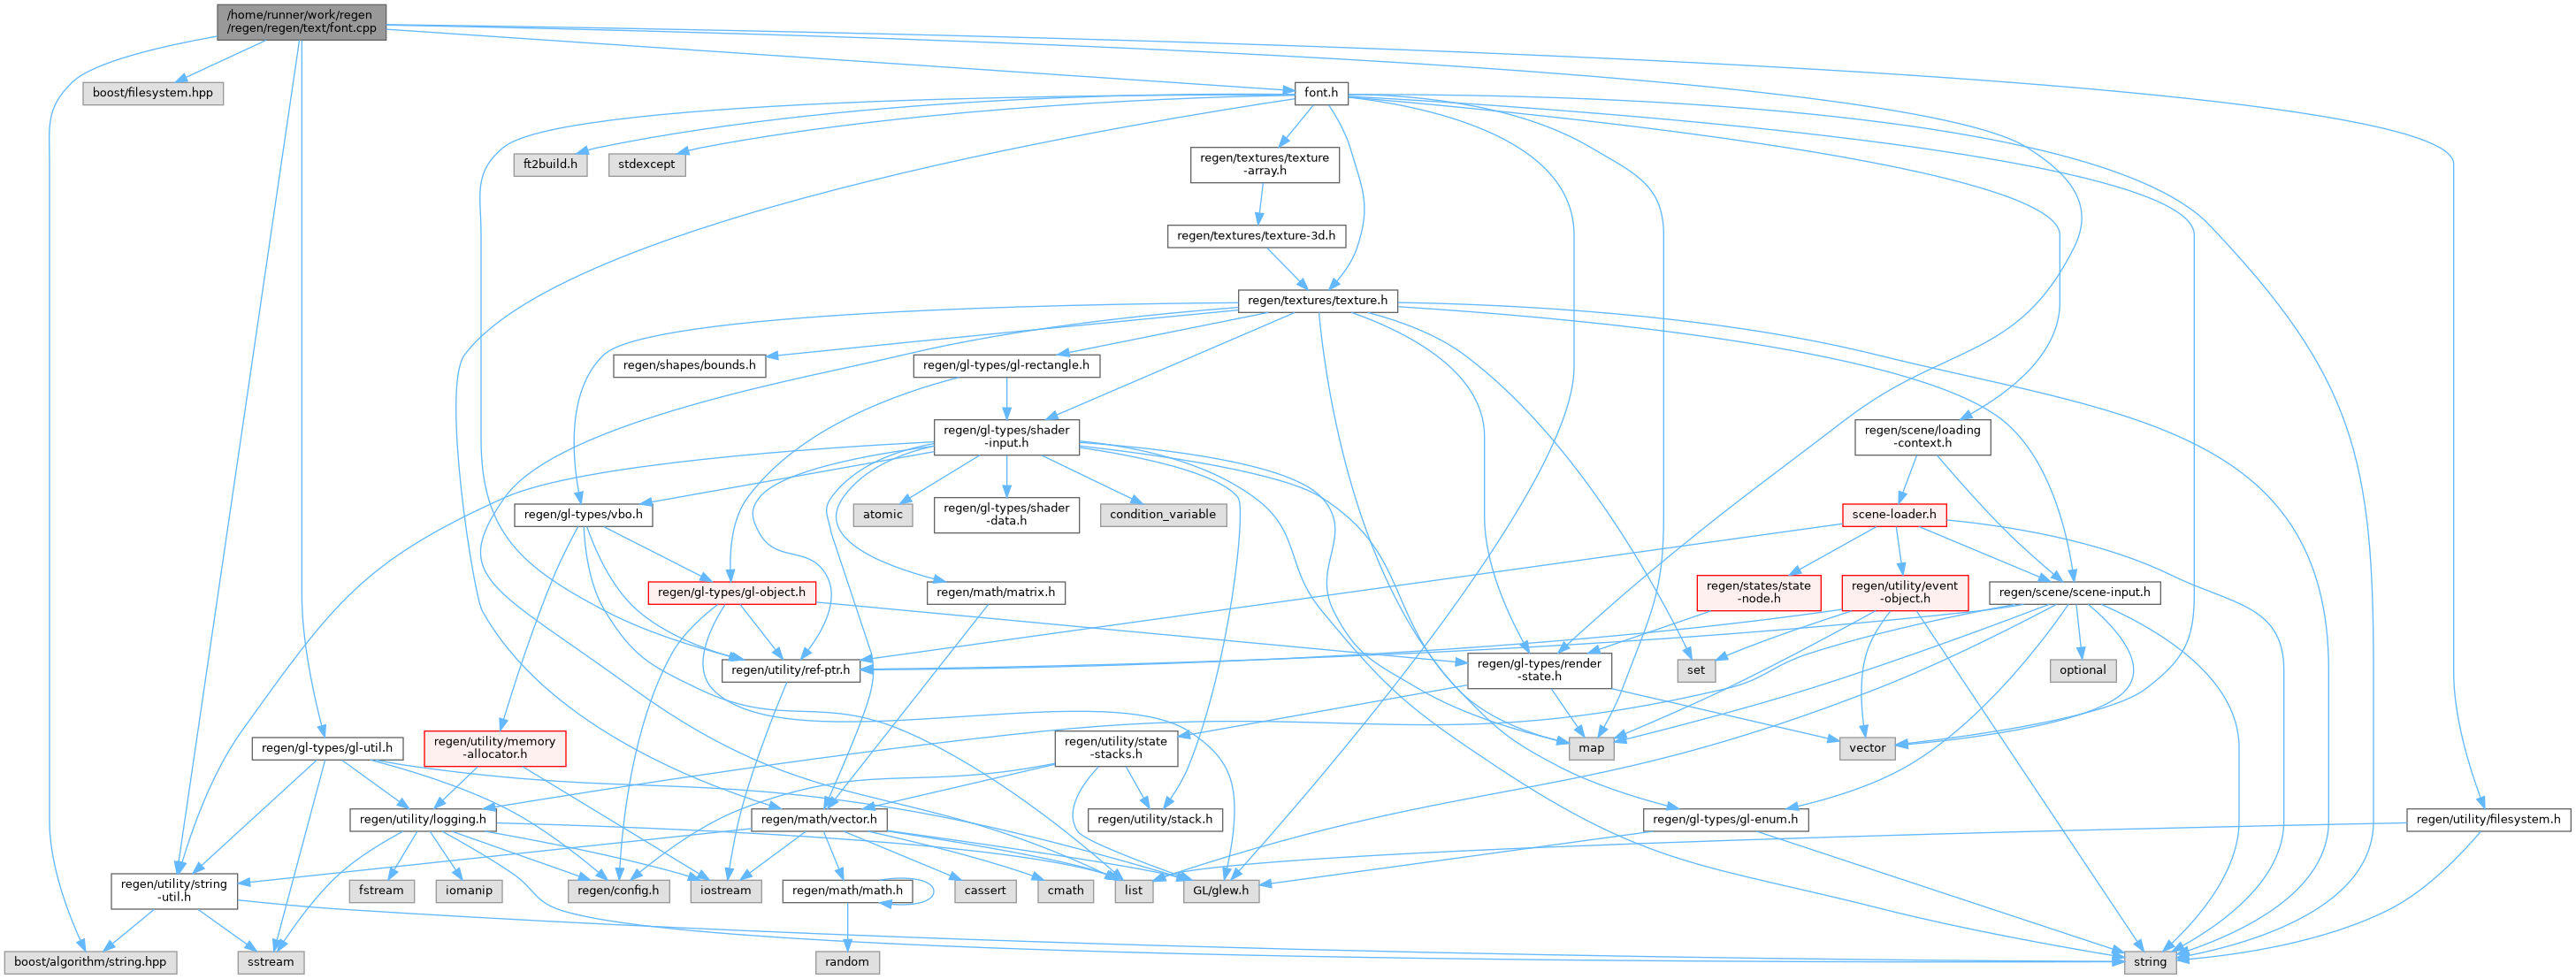 /home/runner/work/regen
/regen/regen/text/font.cpp
boost/filesystem.hpp
font.h
ft2build.h
stdexcept
regen/textures/texture
-array.h
regen/textures/texture-3d.h
regen/textures/texture.h
regen/shapes/bounds.h
regen/gl-types/gl-rectangle.h
regen/gl-types/shader
-input.h
regen/scene/loading
-context.h
regen/gl-types/vbo.h
atomic
regen/gl-types/shader
-data.h
condition_variable
scene-loader.h
regen/gl-types/gl-object.h
regen/math/matrix.h
regen/states/state
-node.h
regen/utility/event
-object.h
regen/scene/scene-input.h
regen/utility/ref-ptr.h
regen/gl-types/render
-state.h
set
optional
regen/gl-types/gl-util.h
regen/utility/memory
-allocator.h
regen/utility/state
-stacks.h
map
vector
regen/utility/logging.h
regen/math/vector.h
regen/utility/stack.h
regen/gl-types/gl-enum.h
regen/utility/filesystem.h
regen/utility/string
-util.h
fstream
iomanip
regen/config.h
iostream
regen/math/math.h
cassert
cmath
list
GL/glew.h
boost/algorithm/string.hpp
sstream
random
string